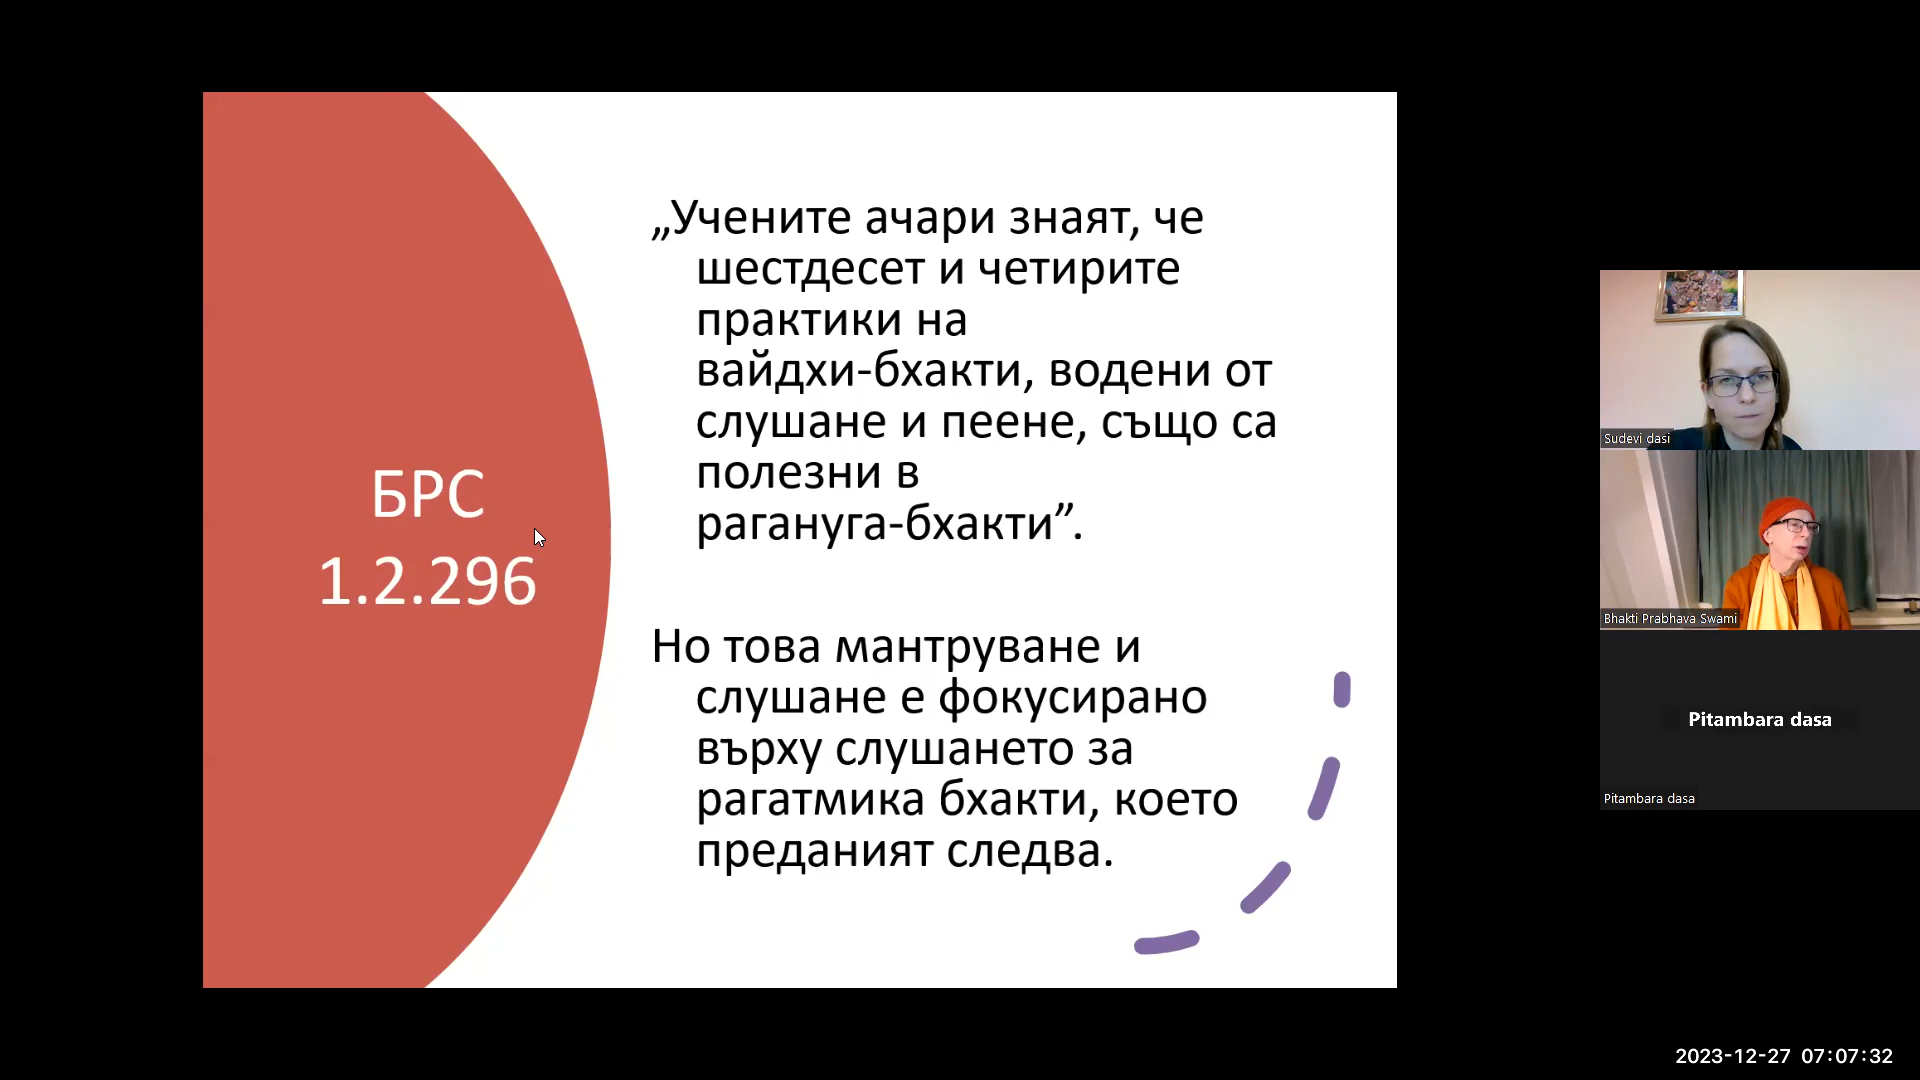 БРС
1.2.296
„Учените ачари знаят, че
шестдесет и четирите
практики на
вайдхи-бхакти, водени от
слушане и пеене, също са
полезни в
рагануга-бхакти”.
Но това мантруване и
слушане е фокусирано
върху слушането за
рагатмика бхакти, което
преданият следва.
Sudevi dasi
Bhakti Prabhava Swami
Pitambara dasa
Pitambara dasa
2023-12-27 07:07:32